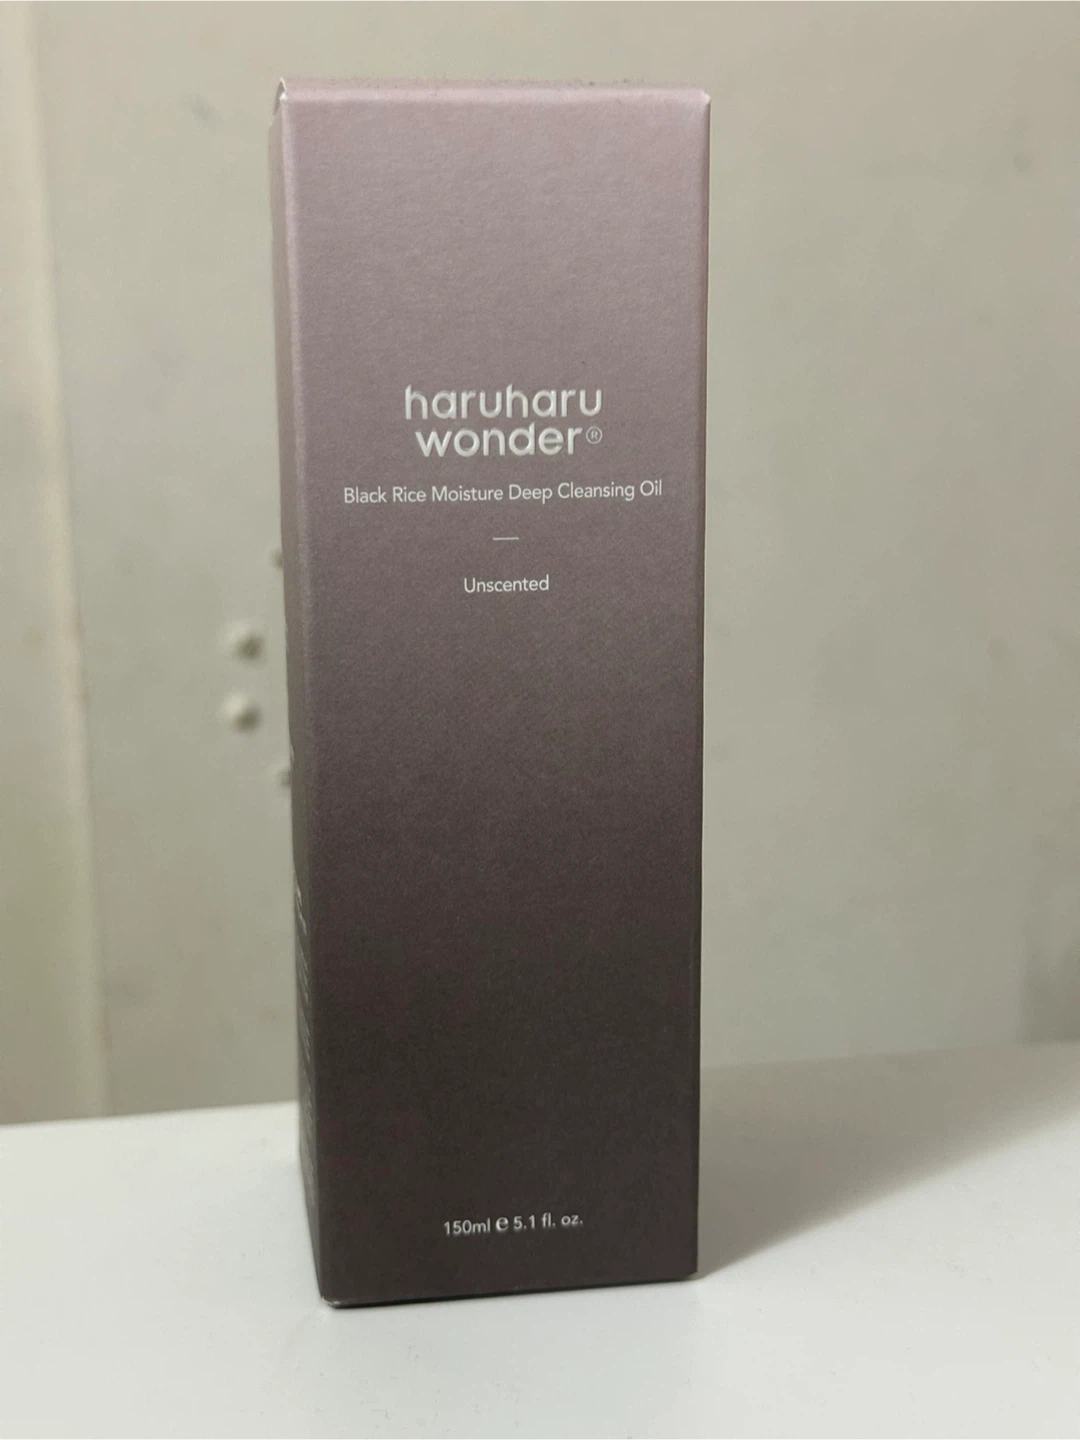 haruharu
wonder®
Black Rice Moisture Deep Cleansing Oil
Unscented
150ml ℮ 5.1 fl. oz.